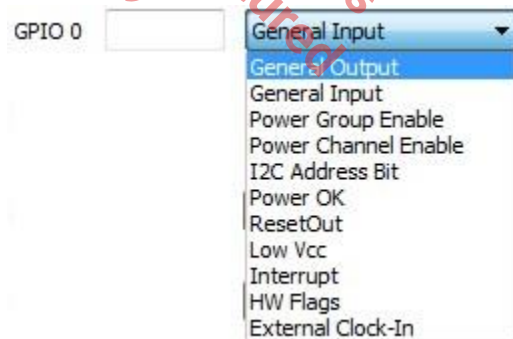 GPIO 0
General Input
General Output
General Input
Power Group Enable
Power Channel Enable
I2C Address Bit
Power OK
ResetOut
Low Vcc
Interrupt
HW Flags
External Clock-In